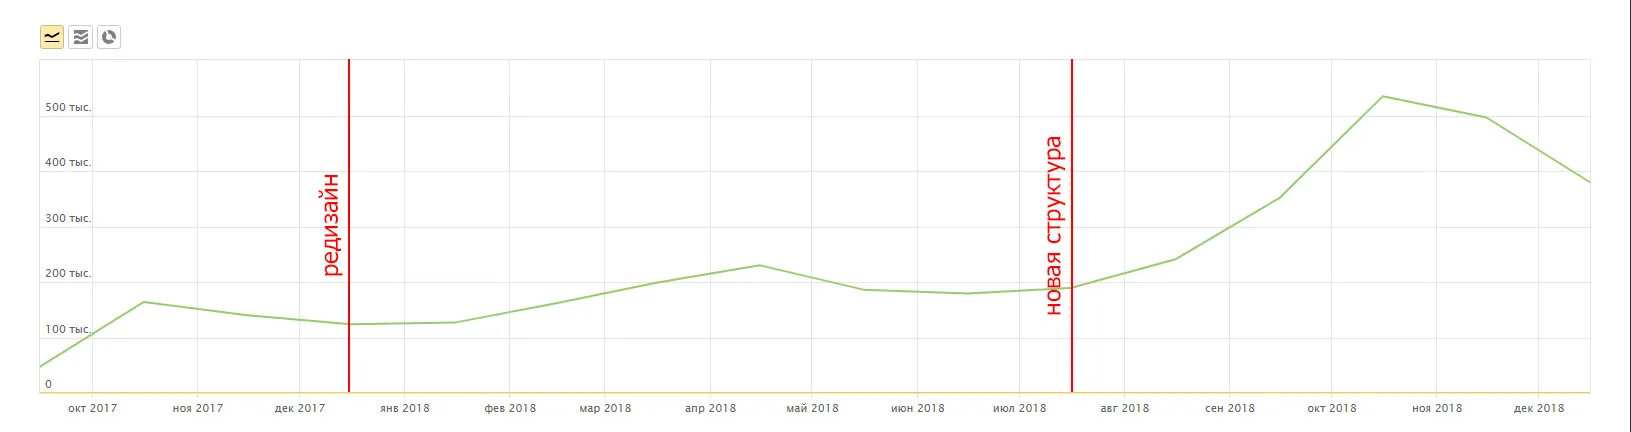 500 тыс.
400 тыс.
300 тыс.
200 тыс.
100 тыс.
0
редизайн
новая структура
окт 2017 ноя 2017 дек 2017 янв 2018 фев 2018 мар 2018 апр 2018 май 2018 июн 2018 июл 2018 авг 2018 сен 2018 окт 2018 ноя 2018 дек 2018